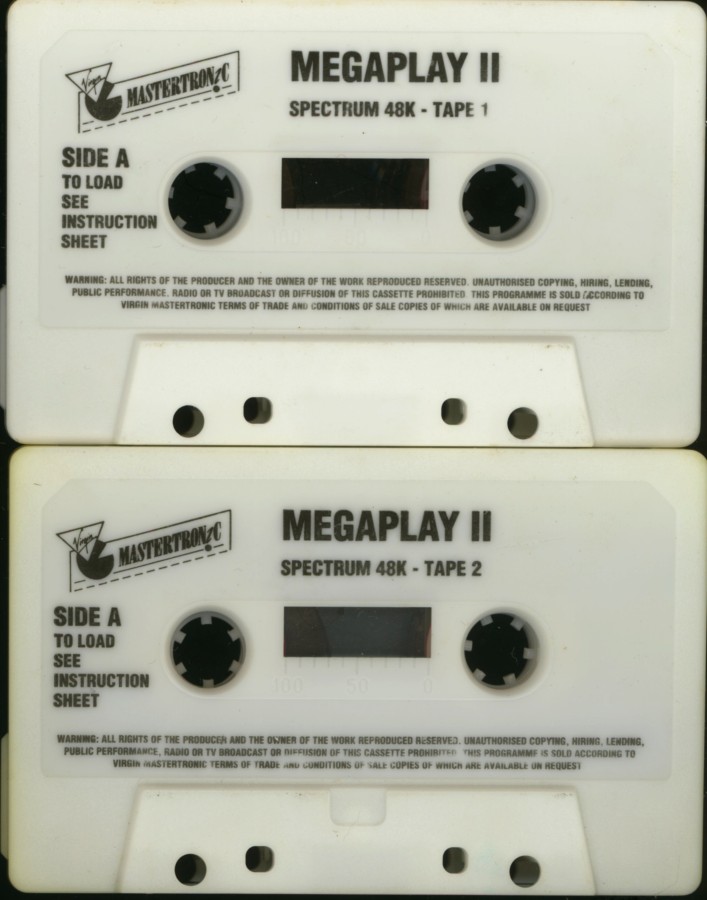 Virgin
MASTERTRONIC
MEGAPLAY II
SPECTRUM 48K - TAPE 1
SIDE A
TO LOAD
SEE
INSTRUCTION
SHEET
WARNING: ALL RIGHTS OF THE PRODUCER AND THE OWNER OF THE WORK REPRODUCED RESERVED. UNAUTHORISED COPYING, HIRING, LENDING,
PUBLIC PERFORMANCE, RADIO OR TV BROADCAST OR DIFFUSION OF THIS CASSETTE PROHIBITED. THIS PROGRAMME IS SOLD ACCORDING TO
VIRGIN MASTERTRONIC TERMS OF TRADE AND CONDITIONS OF SALE COPIES OF WHICH ARE AVAILABLE ON REQUEST
Virgin
MASTERTRONIC
MEGAPLAY II
SPECTRUM 48K - TAPE 2
SIDE A
TO LOAD
SEE
INSTRUCTION
SHEET
100 50 0
WARNING: ALL RIGHTS OF THE PRODUCER AND THE OWNER OF THE WORK REPRODUCED RESERVED. UNAUTHORISED COPYING, HIRING, LENDING,
PUBLIC PERFORMANCE, RADIO OR TV BROADCAST OR DIFFUSION OF THIS CASSETTE PROHIBITED. THIS PROGRAMME IS SOLD ACCORDING TO
VIRGIN MASTERTRONIC TERMS OF TRADE AND CONDITIONS OF SALE COPIES OF WHICH ARE AVAILABLE ON REQUEST